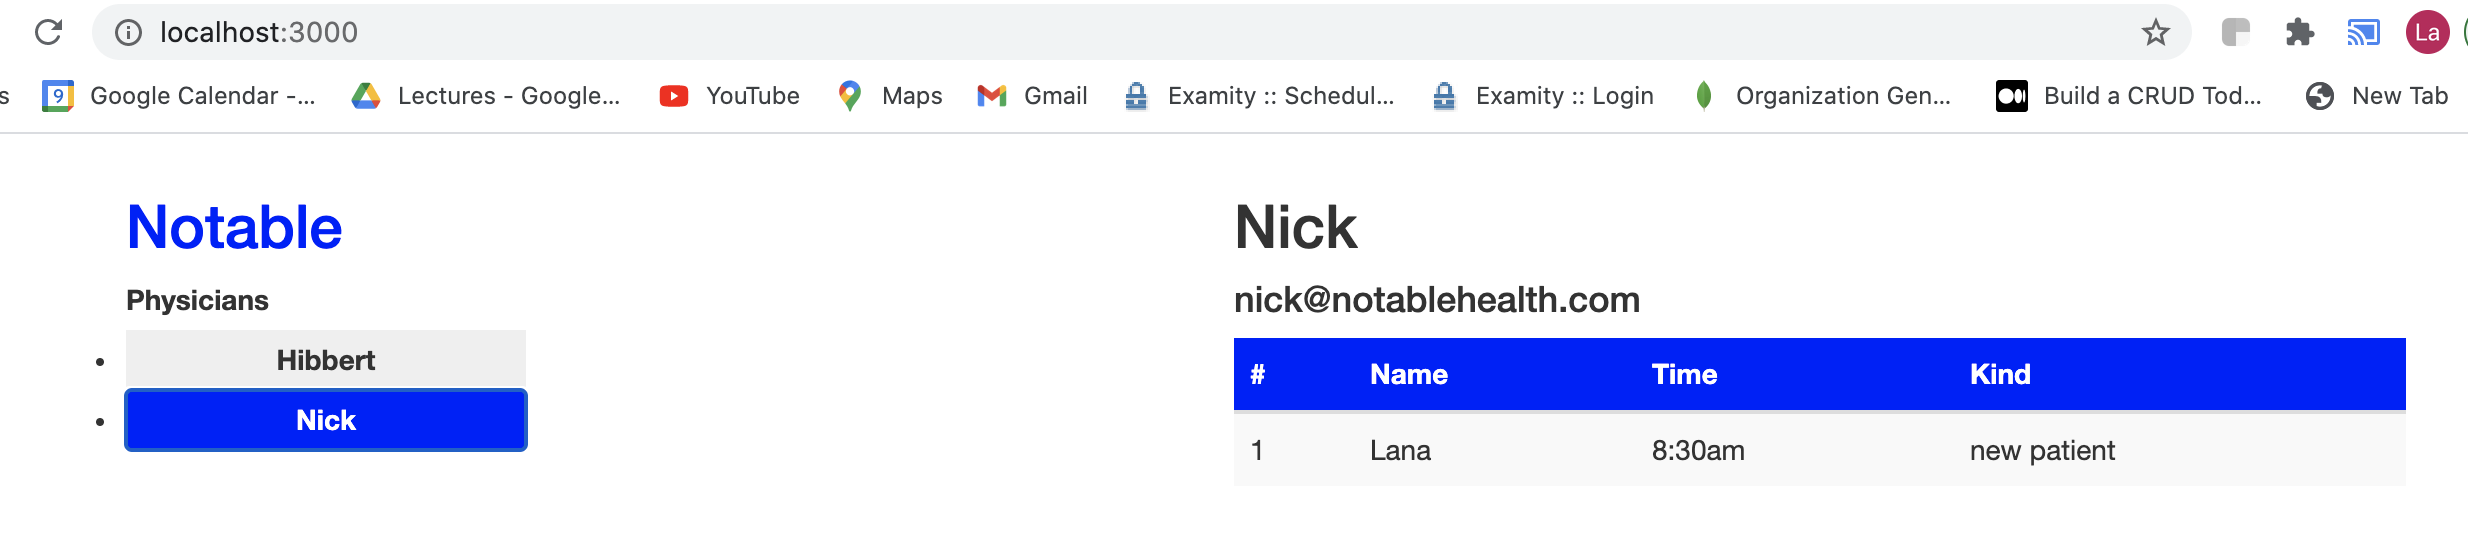 localhost:3000
La
s
9
Google Calendar -...
Lectures - Google...
YouTube
Maps
Gmail
Examity :: Schedul...
Examity :: Login
Organization Gen...
Build a CRUD Tod...
New Tab
Notable
Physicians
Hibbert
Nick
Nick
nick@notablehealth.com
# Name Time Kind
1 Lana 8:30am new patient